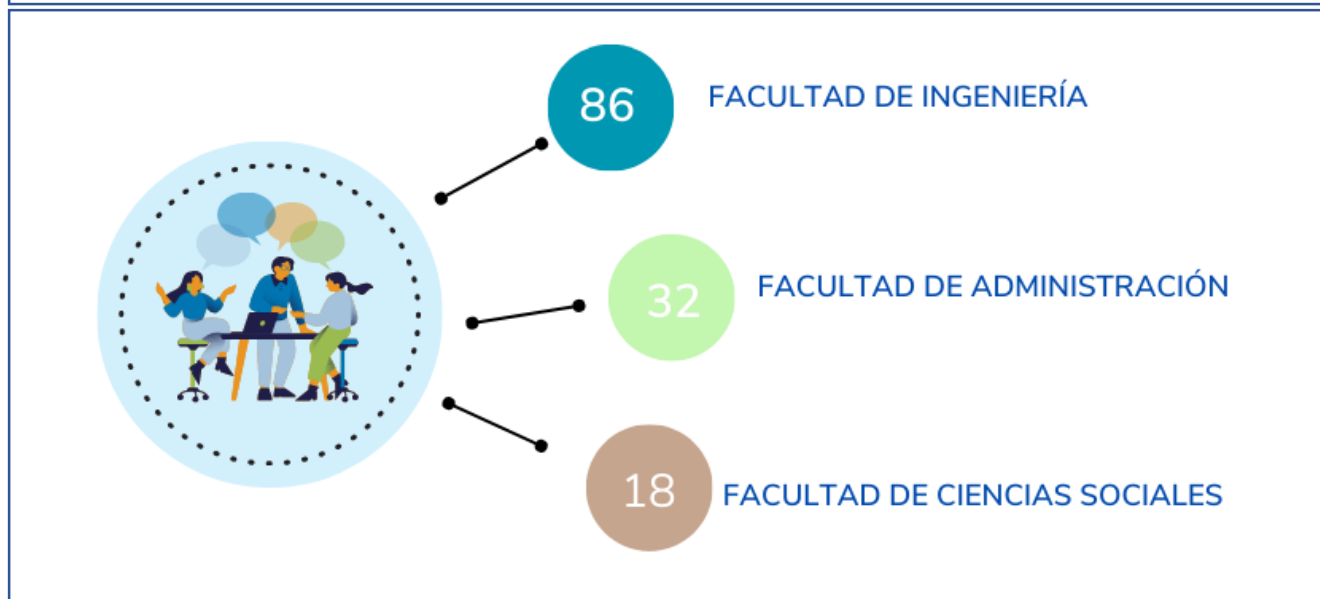 86
FACULTAD DE INGENIERÍA
32
FACULTAD DE ADMINISTRACIÓN
18
FACULTAD DE CIENCIAS SOCIALES